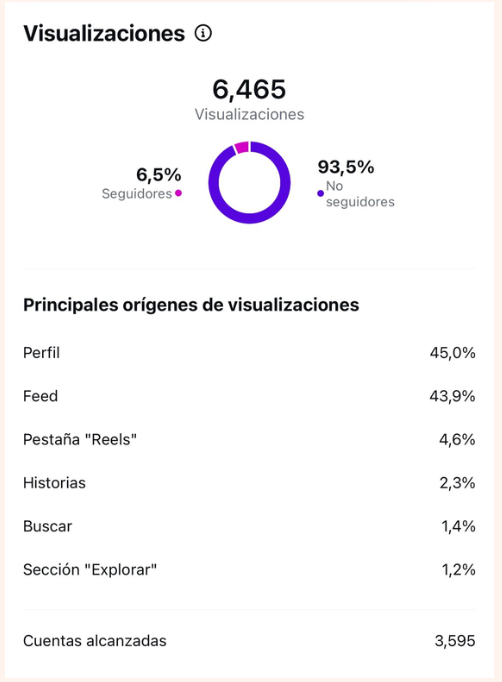 Visualizaciones
6,465
Visualizaciones
6,5%
Seguidores
93,5%
No
seguidores
Principales orígenes de visualizaciones
Perfil 45,0%
Feed 43,9%
Pestaña "Reels" 4,6%
Historias 2,3%
Buscar 1,4%
Sección "Explorar" 1,2%
Cuentas alcanzadas 3,595